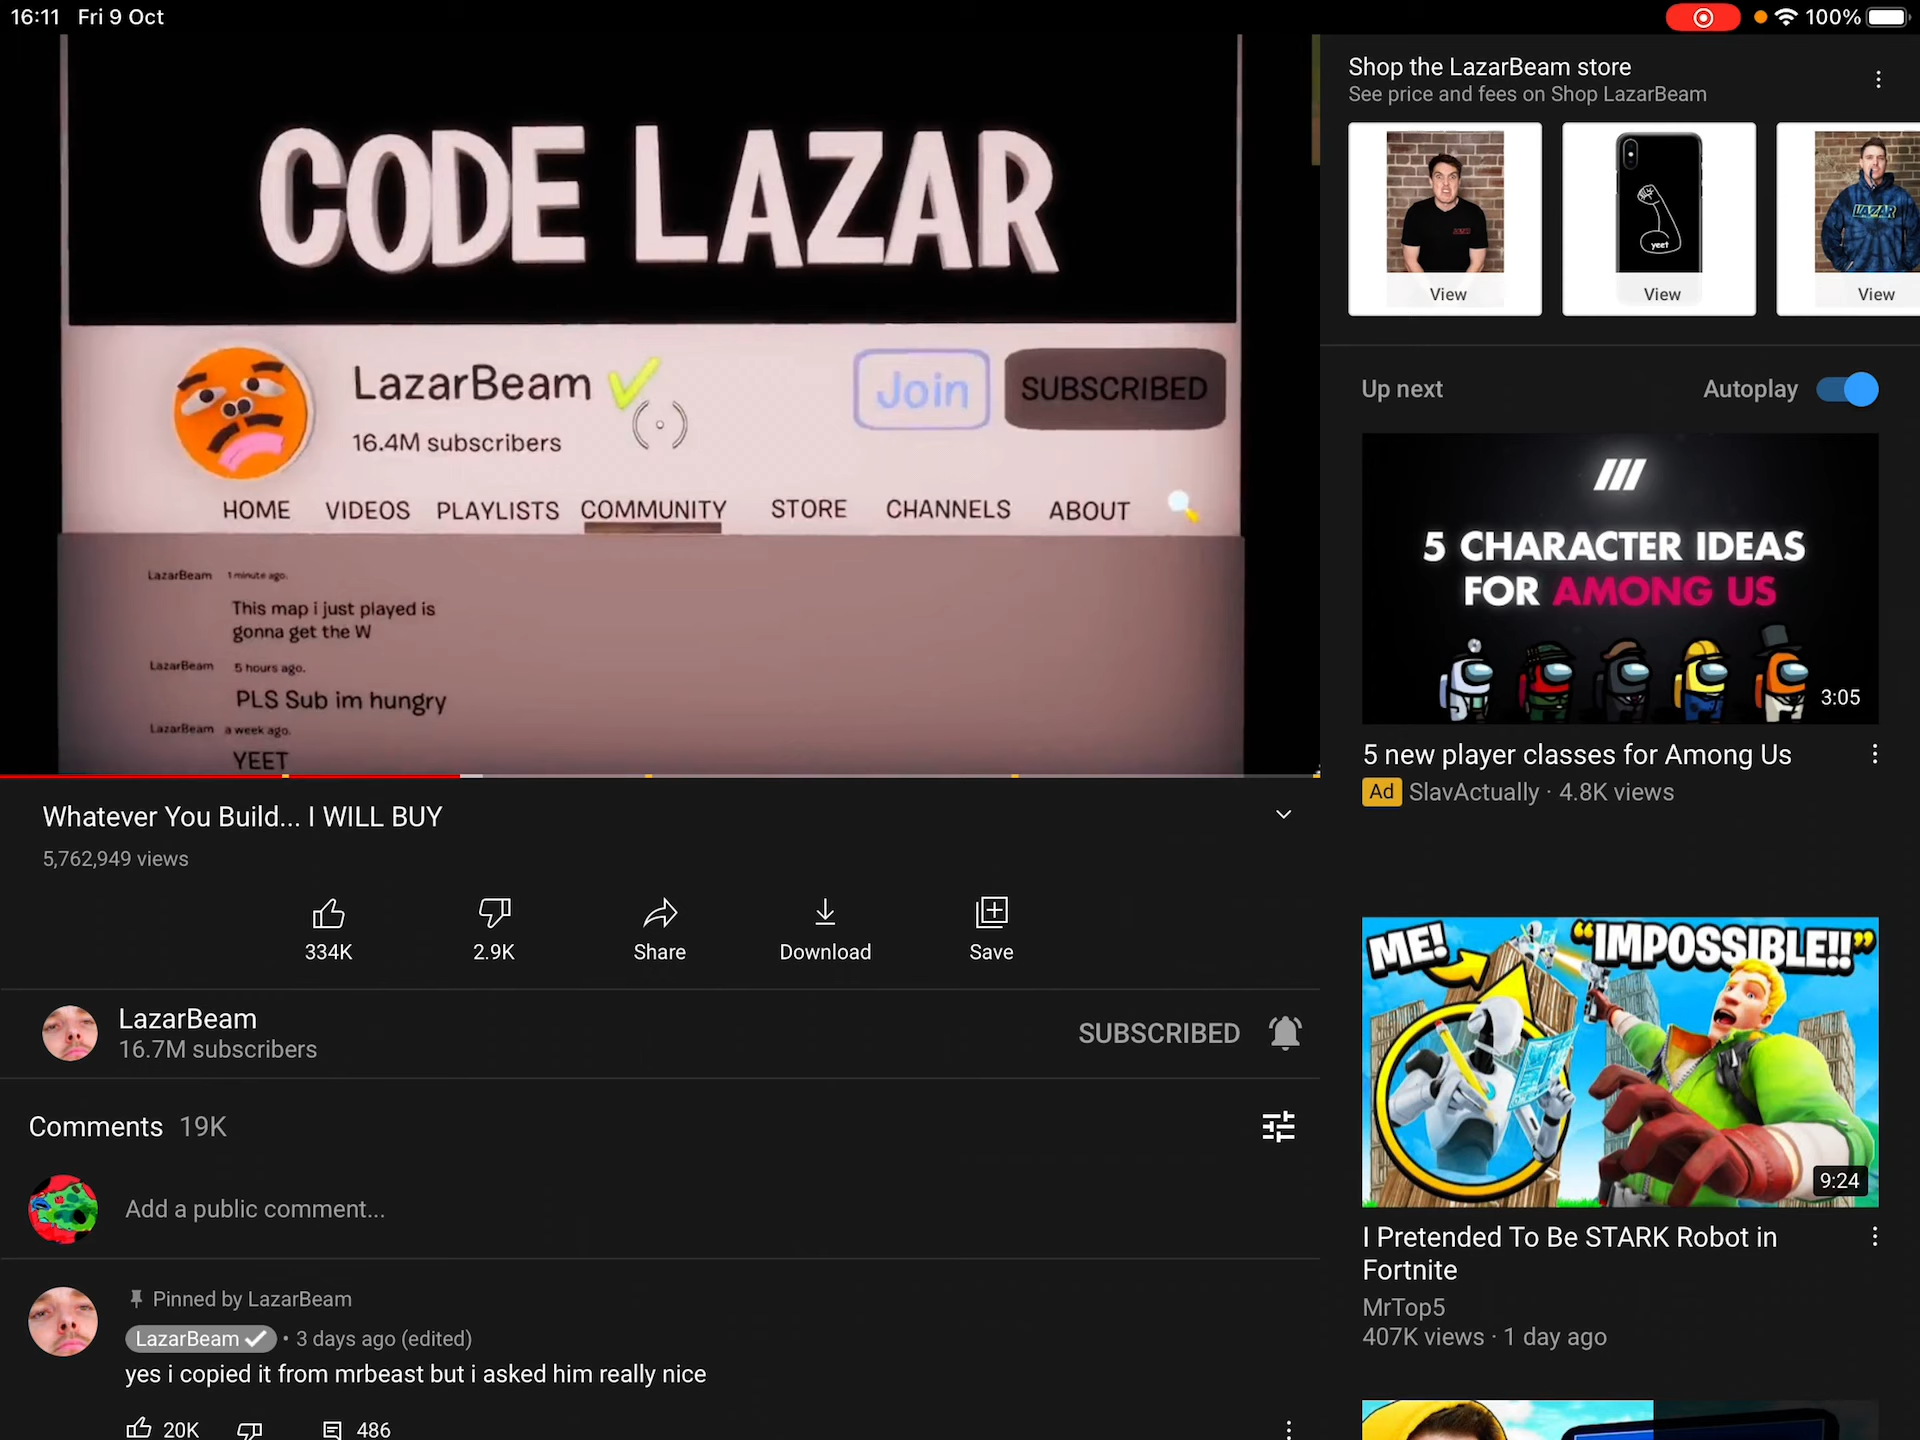 16:11 Fri 9 Oct
100%
CODE LAZAR
LazarBeam
16.4M subscribers
Join
SUBSCRIBED
HOME VIDEOS PLAYLISTS COMMUNITY STORE CHANNELS ABOUT
LazarBeam 1 minute ago.
This map i just played is
gonna get the W
LazarBeam 5 hours ago.
PLS Sub im hungry
LazarBeam a week ago.
YEET
Whatever You Build... I WILL BUY
5,762,949 views
334K
2.9K
Share
Download
Save
LazarBeam
16.7M subscribers
SUBSCRIBED
Comments 19K
Add a public comment...
Pinned by LazarBeam
LazarBeam • 3 days ago (edited)
yes i copied it from mrbeast but i asked him really nice
20K
486
Shop the LazarBeam store
See price and fees on Shop LazarBeam
LAZAR
yeet
LAZAR
View
View
View
Up next
Autoplay
5 CHARACTER IDEAS
FOR AMONG US
3:05
5 new player classes for Among Us
Ad SlavActually · 4.8K views
ME!
“IMPOSSIBLE!!”
9:24
I Pretended To Be STARK Robot in
Fortnite
MrTop5
407K views · 1 day ago